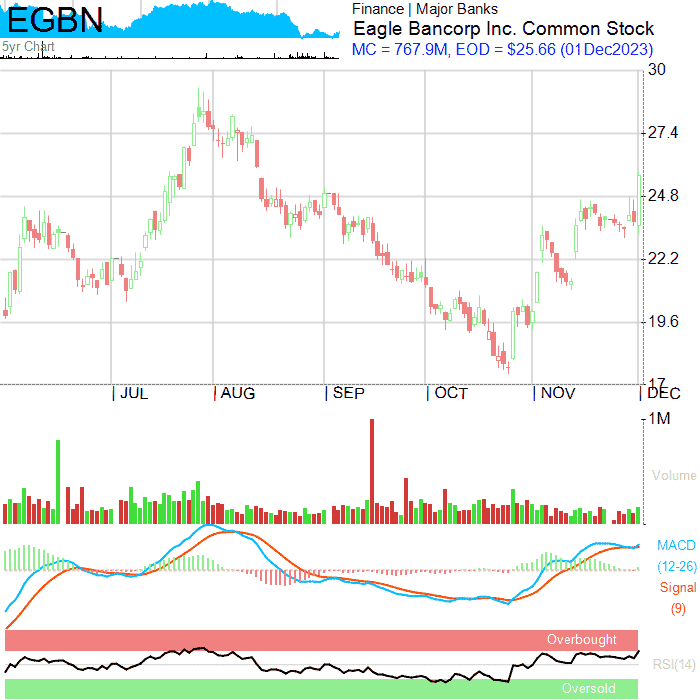 EGBN
5yr Chart
Finance | Major Banks
Eagle Bancorp Inc. Common Stock
MC = 767.9M, EOD = $25.66 (01Dec2023)
30
27.4
24.8
22.2
19.6
17
| JUL | AUG | SEP | OCT | NOV | DEC
1M
Volume
MACD
(12-26)
Signal
(9)
Overbought
RSI(14)
Oversold